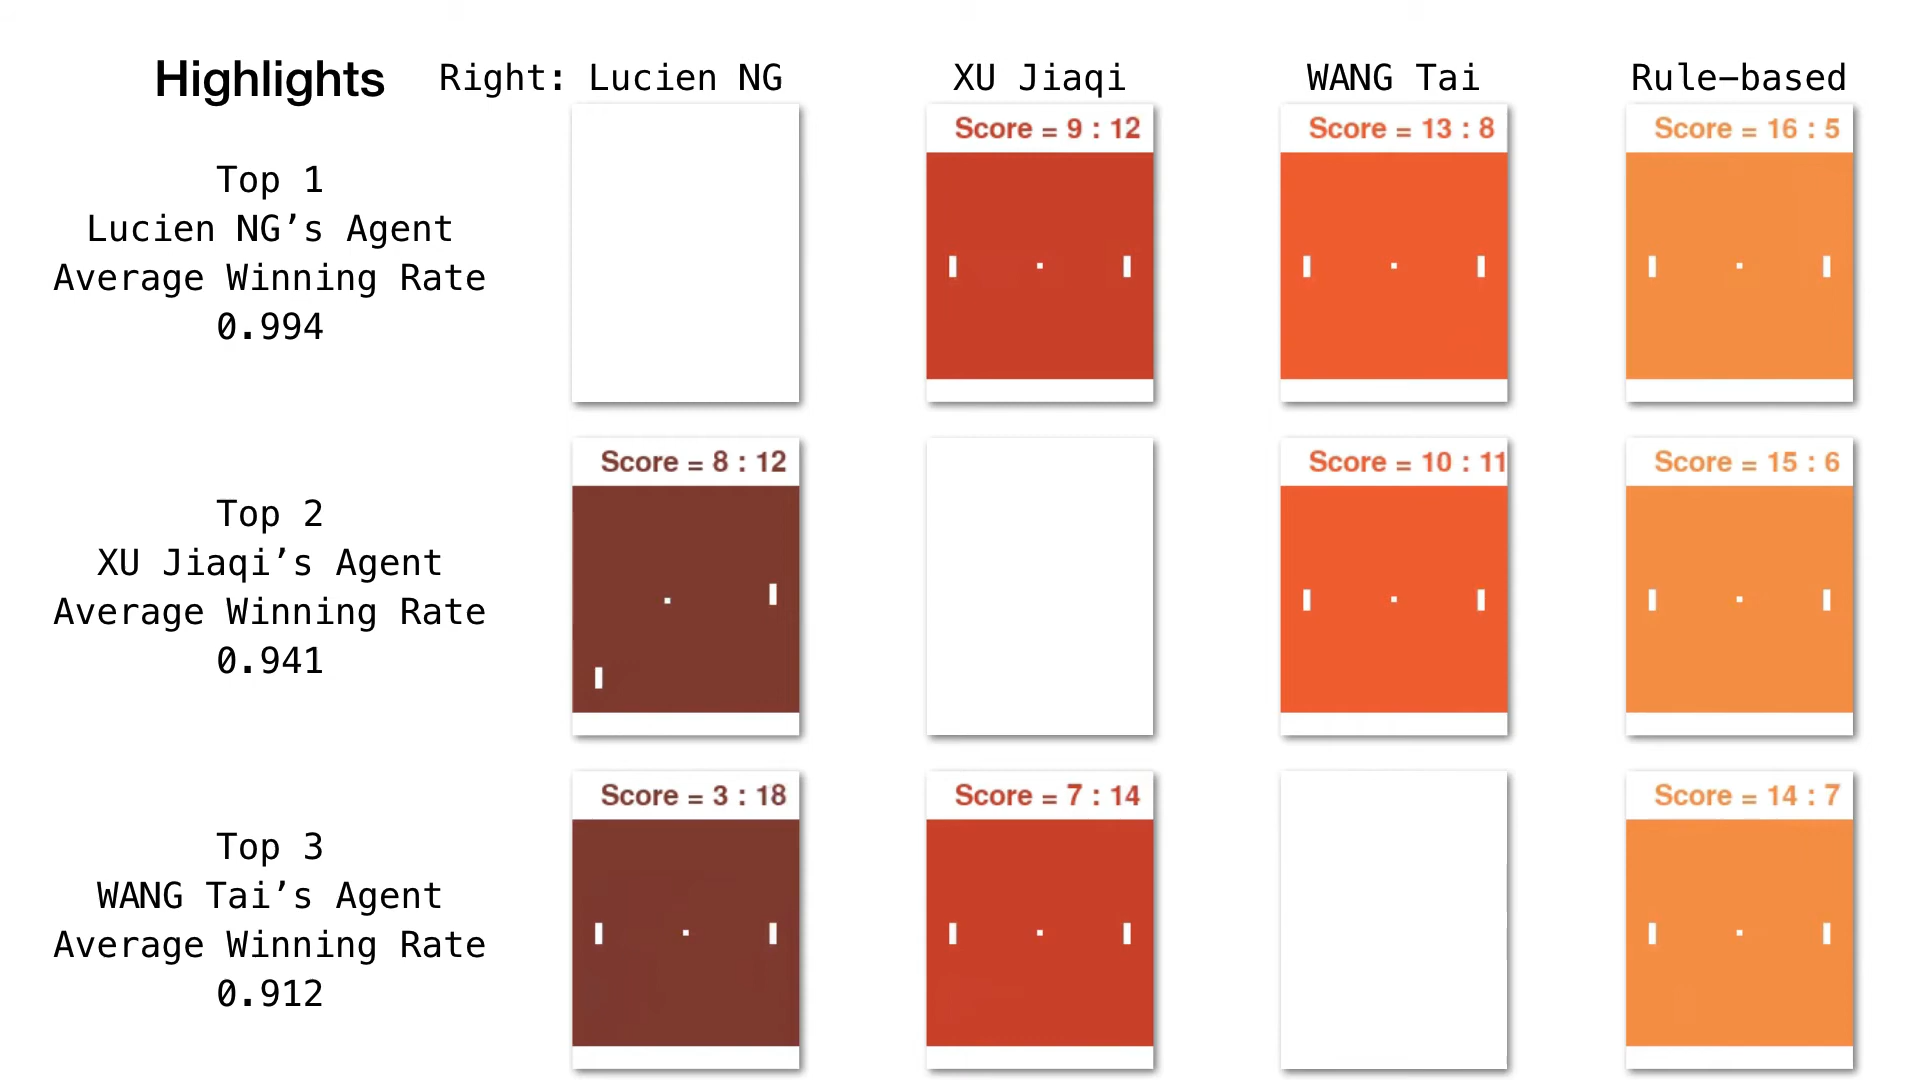 Highlights
Right: Lucien NG
XU Jiaqi
WANG Tai
Rule-based
Top 1
Lucien NG’s Agent
Average Winning Rate
0.994
Score = 9 : 12
Score = 13 : 8
Score = 16 : 5
Top 2
XU Jiaqi’s Agent
Average Winning Rate
0.941
Score = 8 : 12
Score = 10 : 11
Score = 15 : 6
Top 3
WANG Tai’s Agent
Average Winning Rate
0.912
Score = 3 : 18
Score = 7 : 14
Score = 14 : 7